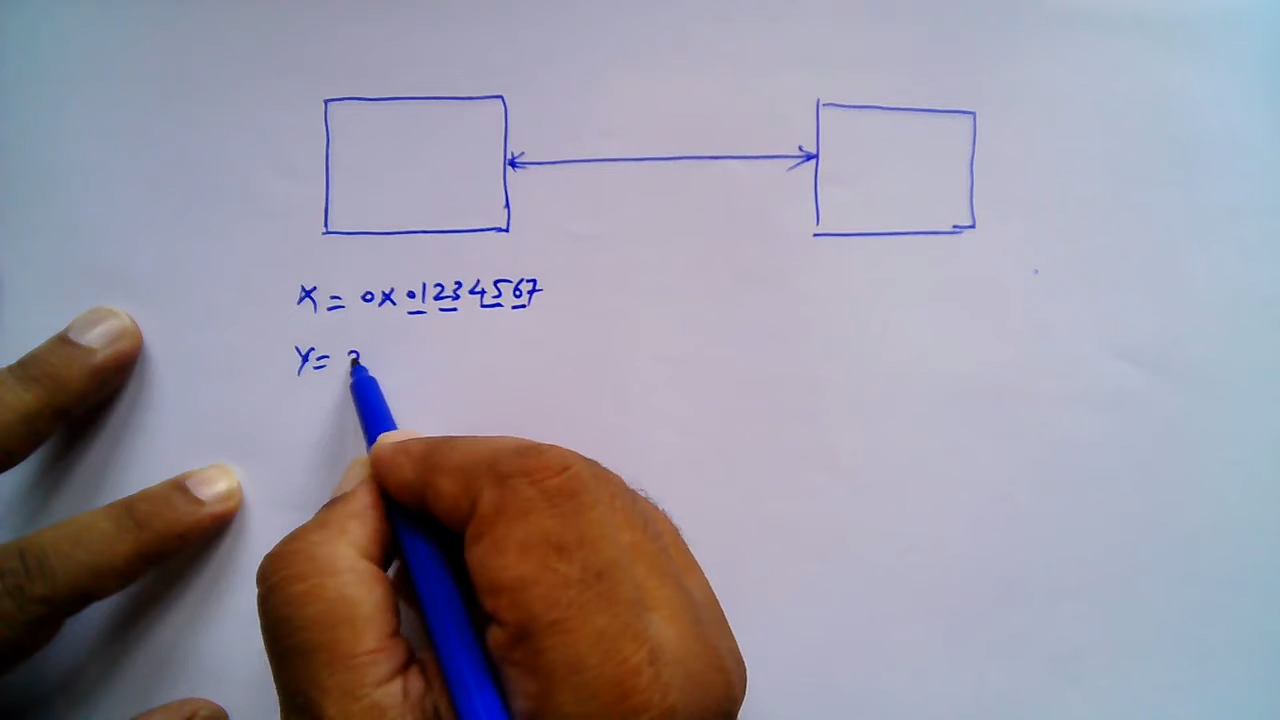 X = 0x01234567
Y =